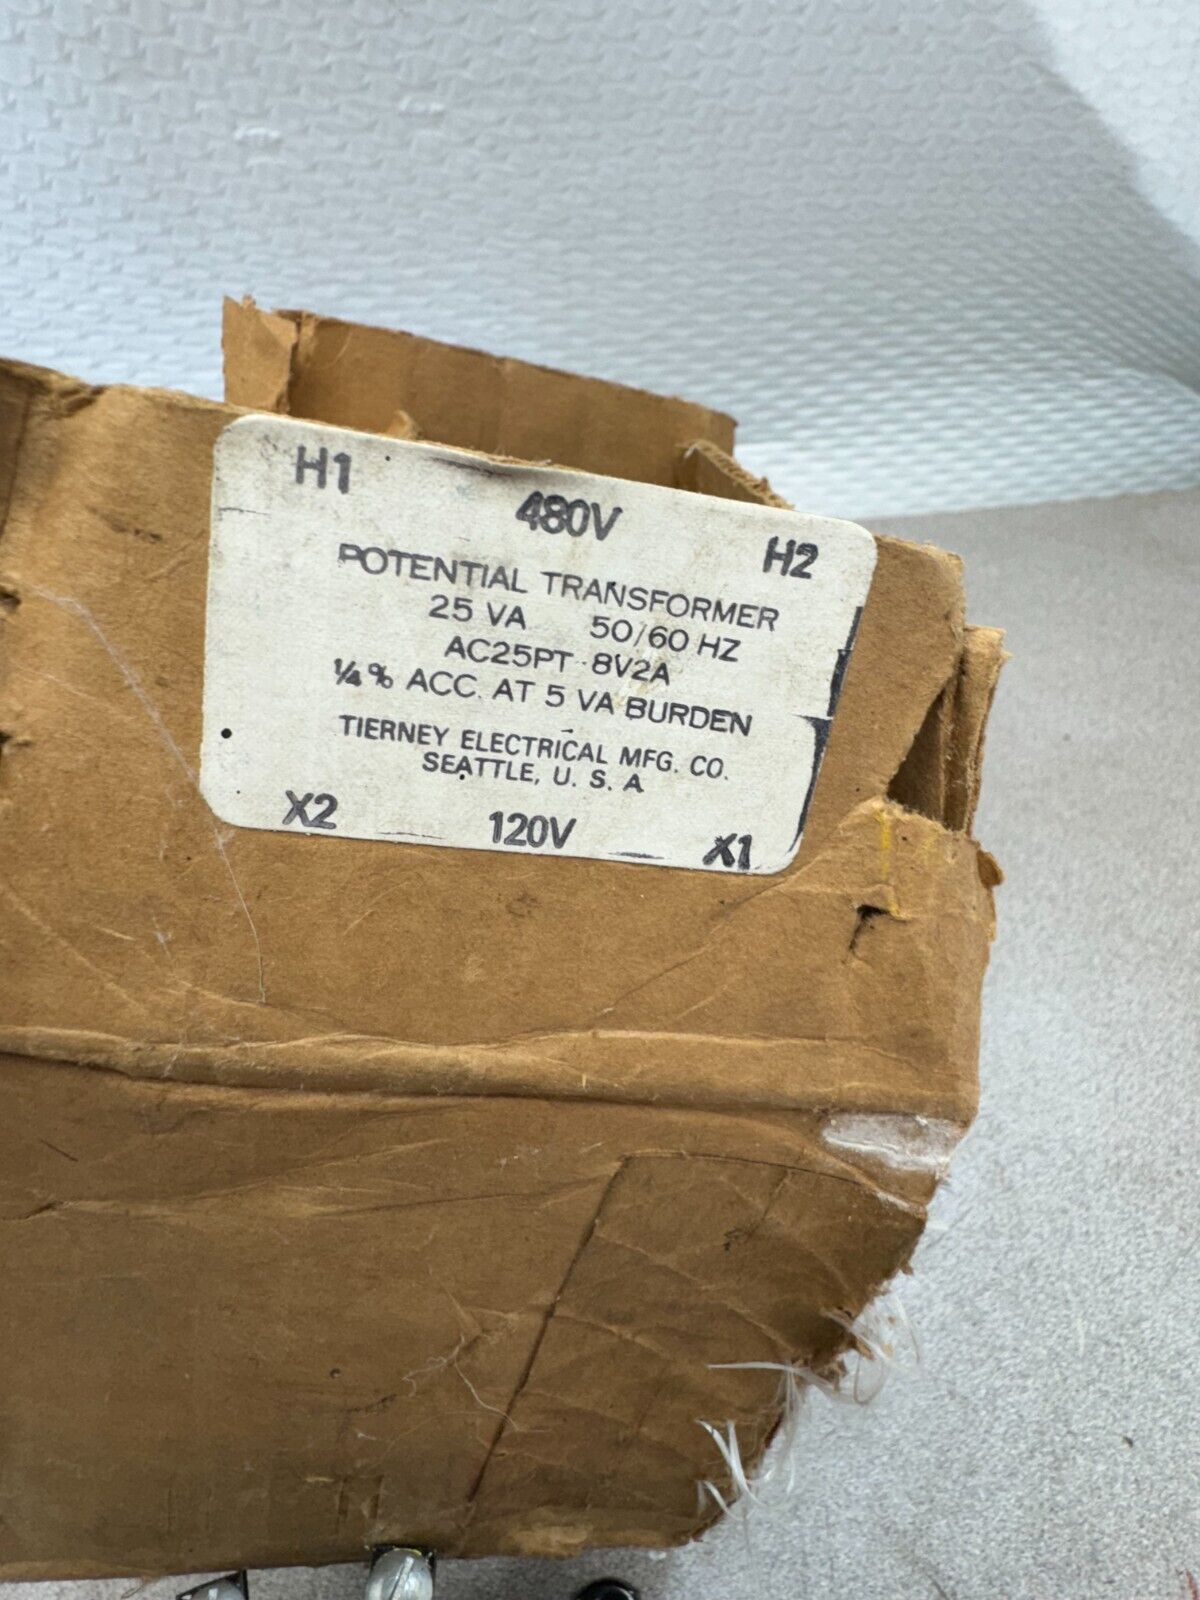 H1 480V H2
POTENTIAL TRANSFORMER
25 VA 50/60 HZ
AC25PT-8V2A
¼% ACC. AT 5 VA BURDEN
TIERNEY ELECTRICAL MFG. CO.
SEATTLE, U. S. A
X2 120V X1